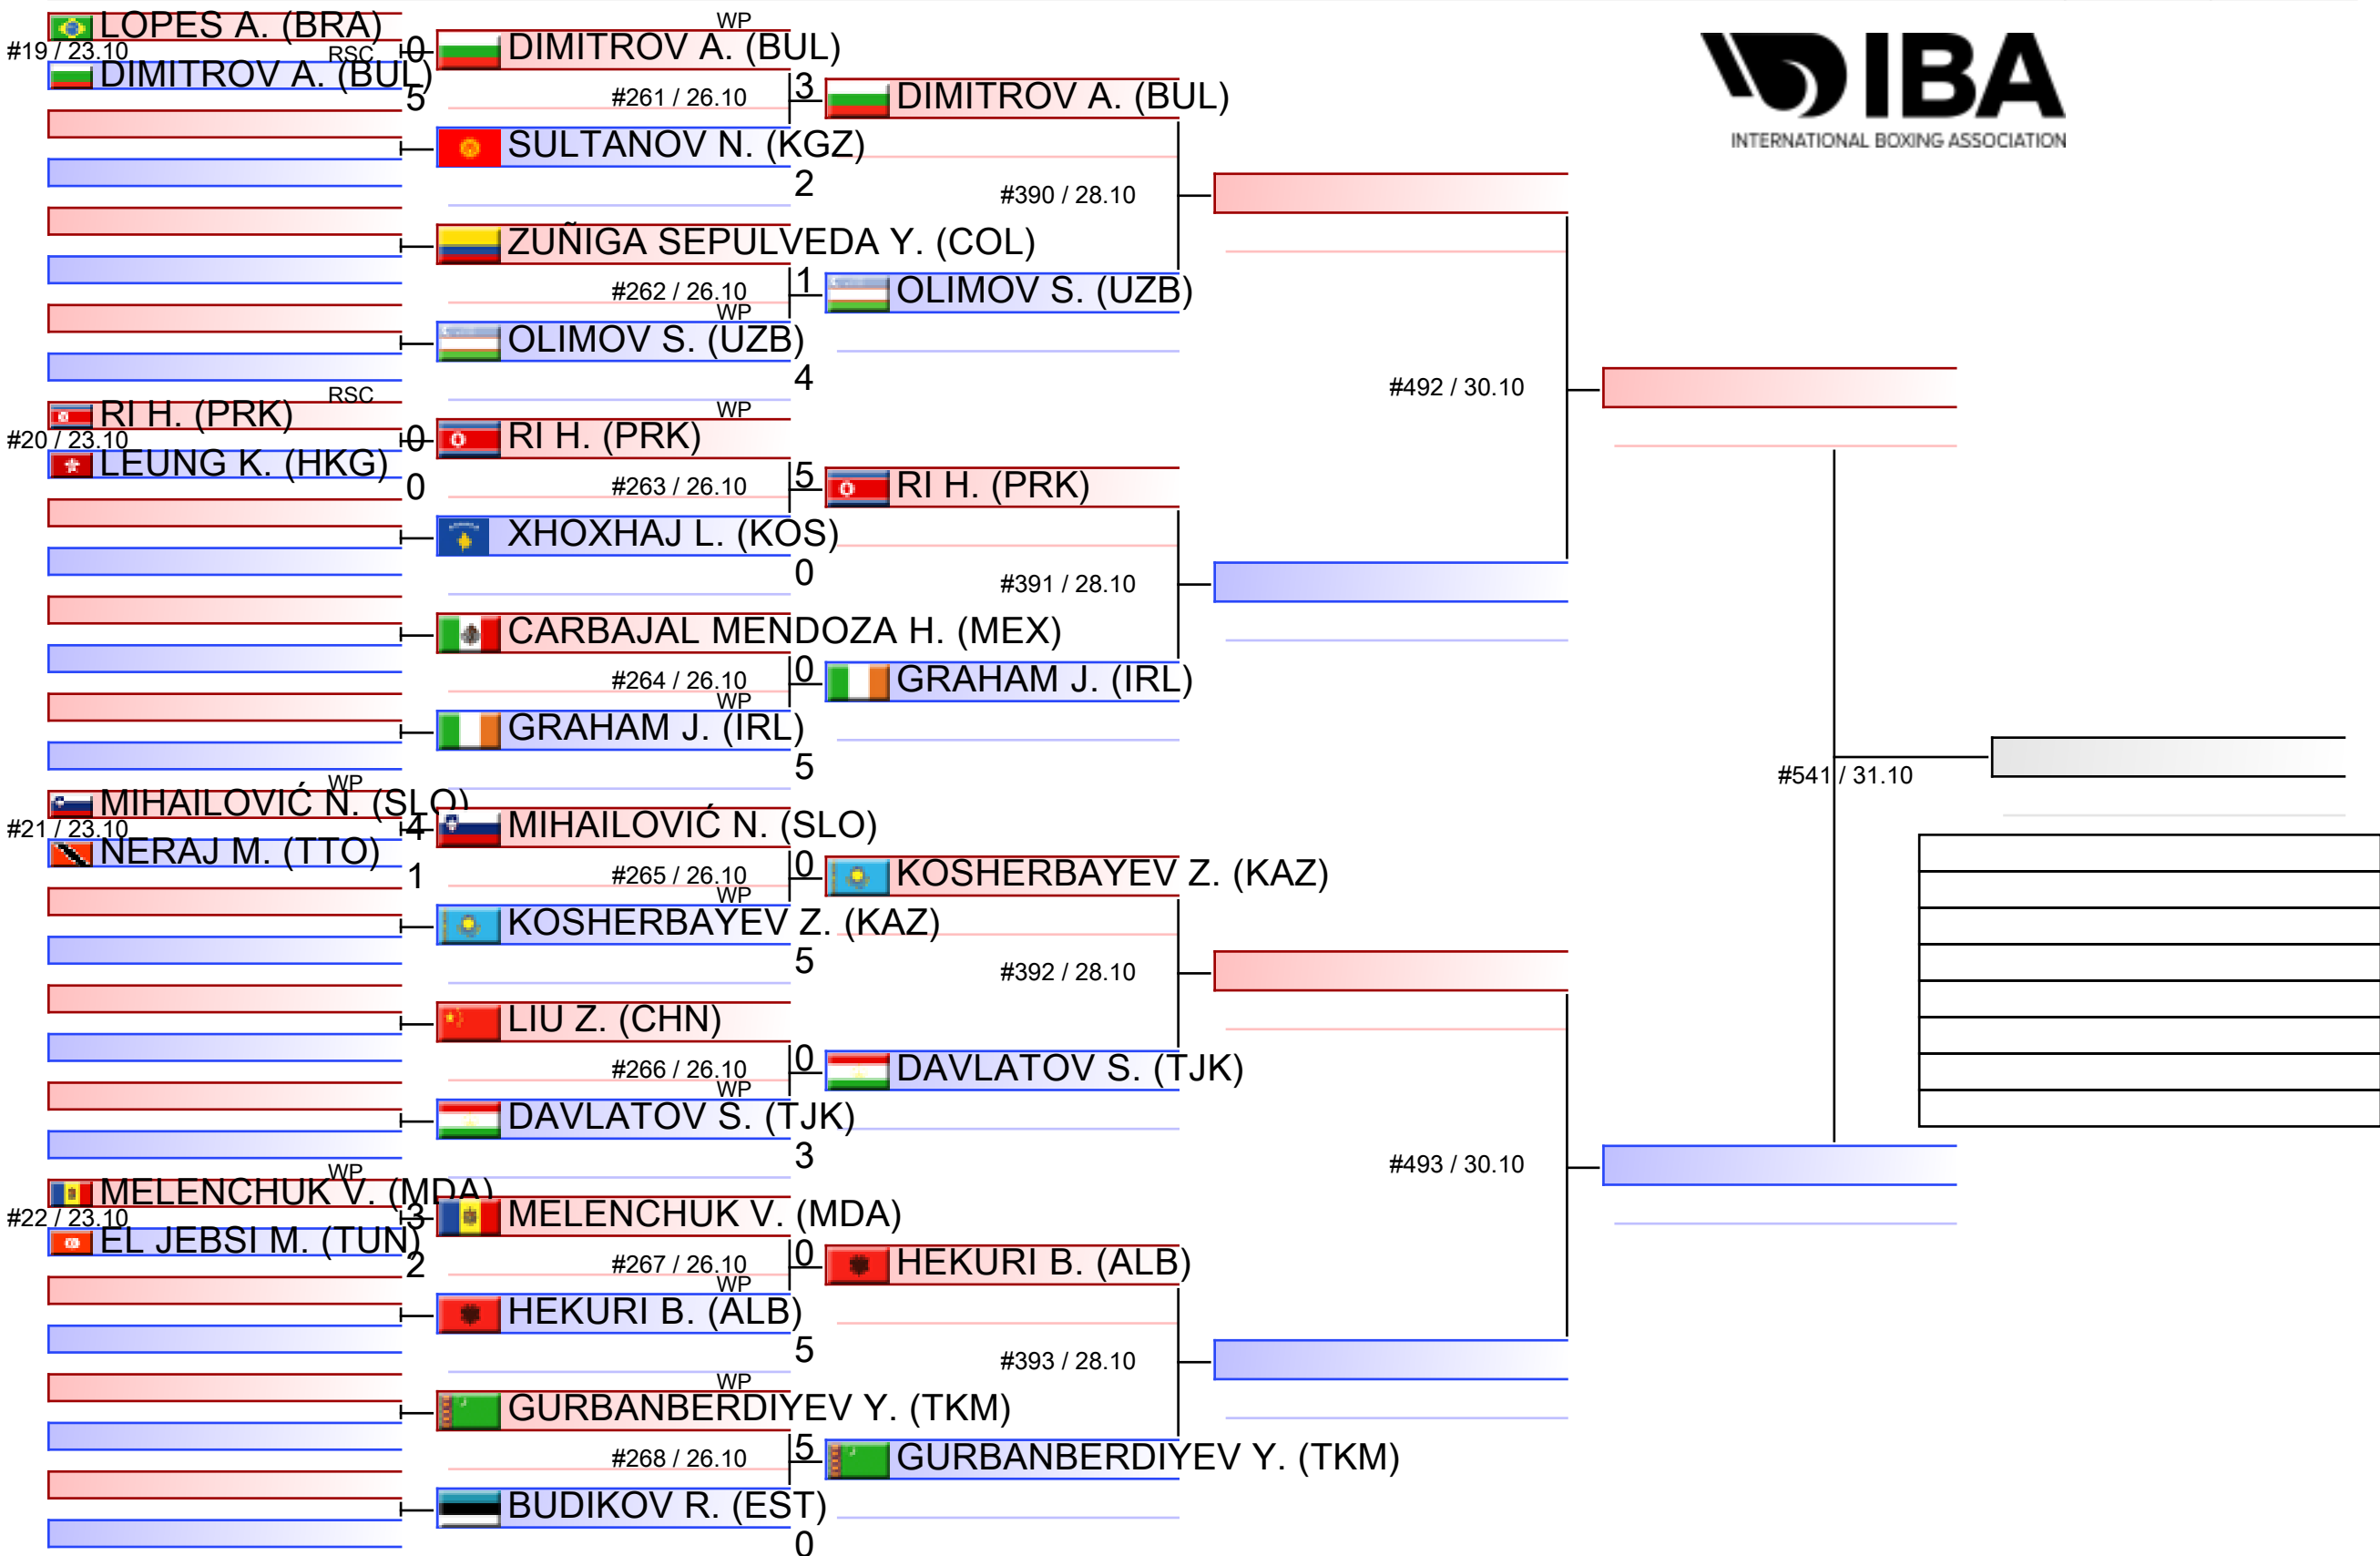 LOPES A. (BRA)
#19 / 23.10
RSC
0
DIMITROV A. (BUL)
5
RSC
RI H. (PRK)
#20 / 23.10
0
LEUNG K. (HKG)
0
WP
MIHAILOVIĆ N. (SLO)
#21 / 23.10
4
NERAJ M. (TTO)
1
WP
MELENCHUK V. (MDA)
#22 / 23.10
3
EL JEBSI M. (TUN)
2
WP
DIMITROV A. (BUL)
#261 / 26.10
3
SULTANOV N. (KGZ)
2
ZUÑIGA SEPULVEDA Y. (COL)
#262 / 26.10
1
WP
OLIMOV S. (UZB)
4
WP
RI H. (PRK)
#263 / 26.10
5
XHOXHAJ L. (KOS)
0
CARBAJAL MENDOZA H. (MEX)
#264 / 26.10
0
WP
GRAHAM J. (IRL)
5
MIHAILOVIĆ N. (SLO)
#265 / 26.10
0
WP
KOSHERBAYEV Z. (KAZ)
5
LIU Z. (CHN)
#266 / 26.10
0
WP
DAVLATOV S. (TJK)
3
MELENCHUK V. (MDA)
#267 / 26.10
0
WP
HEKURI B. (ALB)
5
WP
GURBANBERDIYEV Y. (TKM)
#268 / 26.10
5
BUDIKOV R. (EST)
0
DIMITROV A. (BUL)
#390 / 28.10
OLIMOV S. (UZB)
RI H. (PRK)
#391 / 28.10
GRAHAM J. (IRL)
KOSHERBAYEV Z. (KAZ)
#392 / 28.10
DAVLATOV S. (TJK)
HEKURI B. (ALB)
#393 / 28.10
GURBANBERDIYEV Y. (TKM)
#492 / 30.10
#493 / 30.10
#541 / 31.10
IBA
INTERNATIONAL BOXING ASSOCIATION